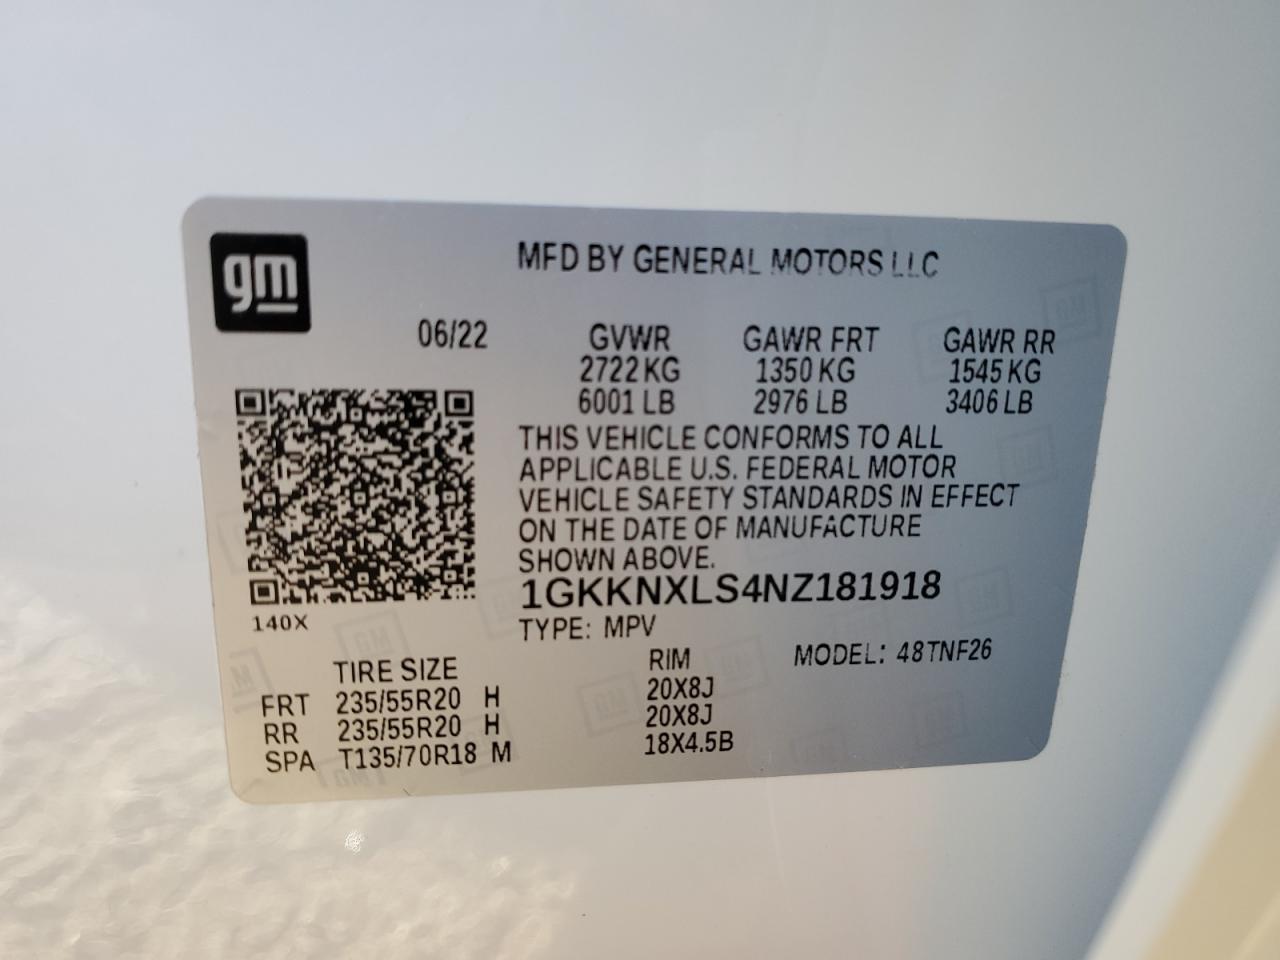 gm
MFD BY GENERAL MOTORS LLC
06/22 GVWR GAWR FRT GAWR RR
2722 KG 1350 KG 1545 KG
6001 LB 2976 LB 3406 LB
THIS VEHICLE CONFORMS TO ALL
APPLICABLE U.S. FEDERAL MOTOR
VEHICLE SAFETY STANDARDS IN EFFECT
ON THE DATE OF MANUFACTURE
SHOWN ABOVE.
1GKKNXLS4NZ181918
140X
TYPE: MPV
MODEL: 48TNF26
TIRE SIZE RIM
FRT 235/55R20 H 20X8J
RR 235/55R20 H 20X8J
SPA T135/70R18 M 18X4.5B